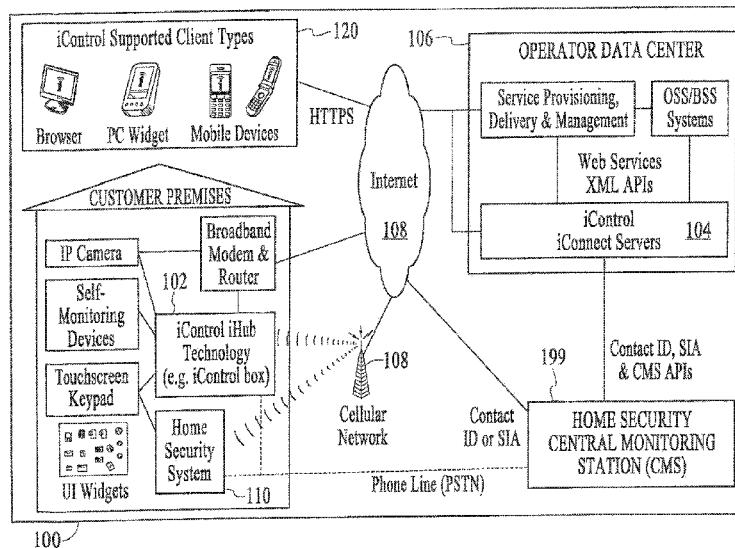 iControl Supported Client Types
120
Browser
PC Widget
Mobile Devices
HTTPS
106
OPERATOR DATA CENTER
Service Provisioning,
Delivery & Management
OSS/BSS
Systems
Web Services
XML APIs
iControl
iConnect Servers 104
Internet
108
CUSTOMER PREMISES
IP Camera
Broadband
Modem &
Router
102
Self-
Monitoring
Devices
iControl iHub
Technology
(e.g. iControl box)
Touchscreen
Keypad
Home
Security
System
110
UI Widgets
108
Cellular
Network
Contact
ID or SIA
Contact ID, SIA
& CMS APIs
199
HOME SECURITY
CENTRAL MONITORING
STATION (CMS)
Phone Line (PSTN)
100